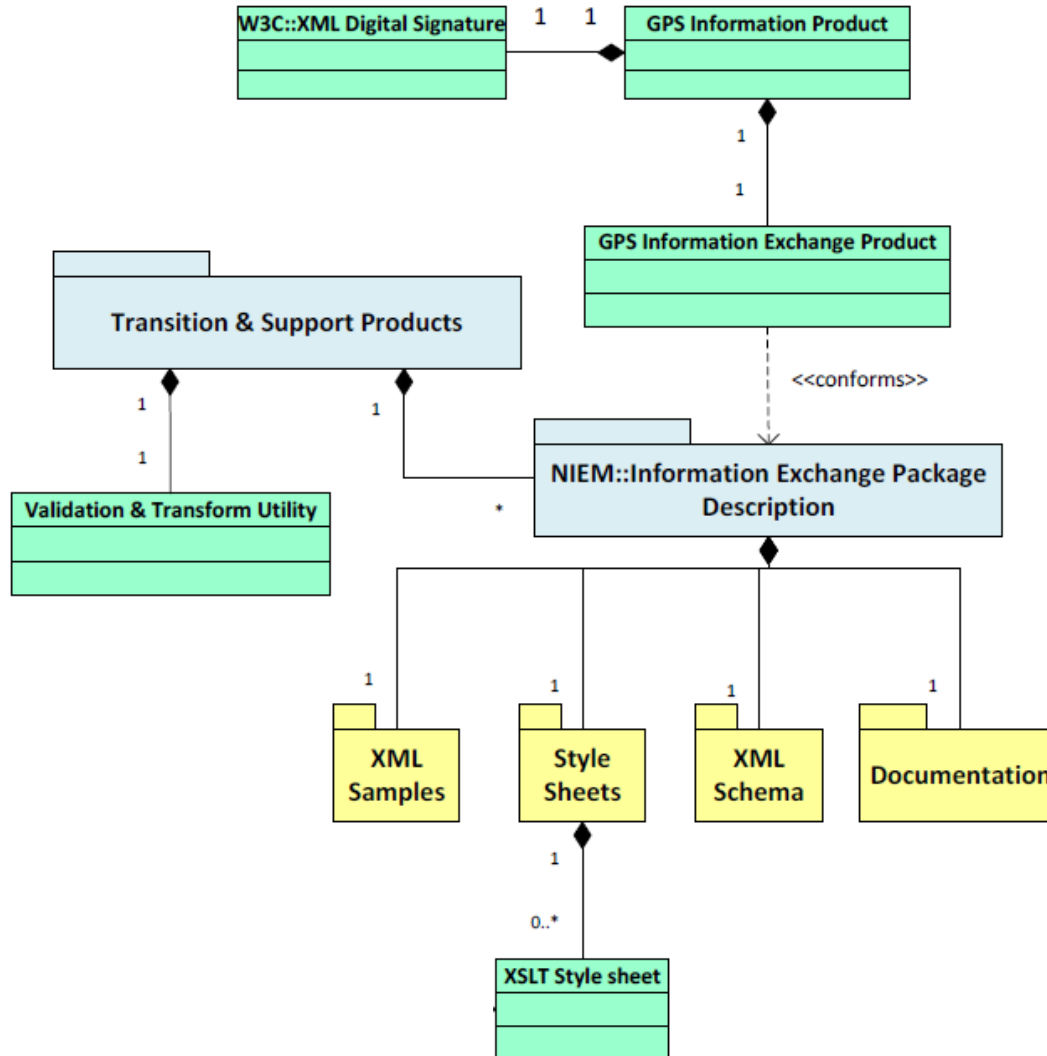 W3C::XML Digital Signature
1
1
GPS Information Product
1
1
GPS Information Exchange Product
Transition & Support Products
<<conforms>>
1
1
1
NIEM::Information Exchange Package
Description
Validation & Transform Utility
*
1
1
1
1
XML
Samples
Style
Sheets
XML
Schema
Documentation
1
0..*
XSLT Style sheet